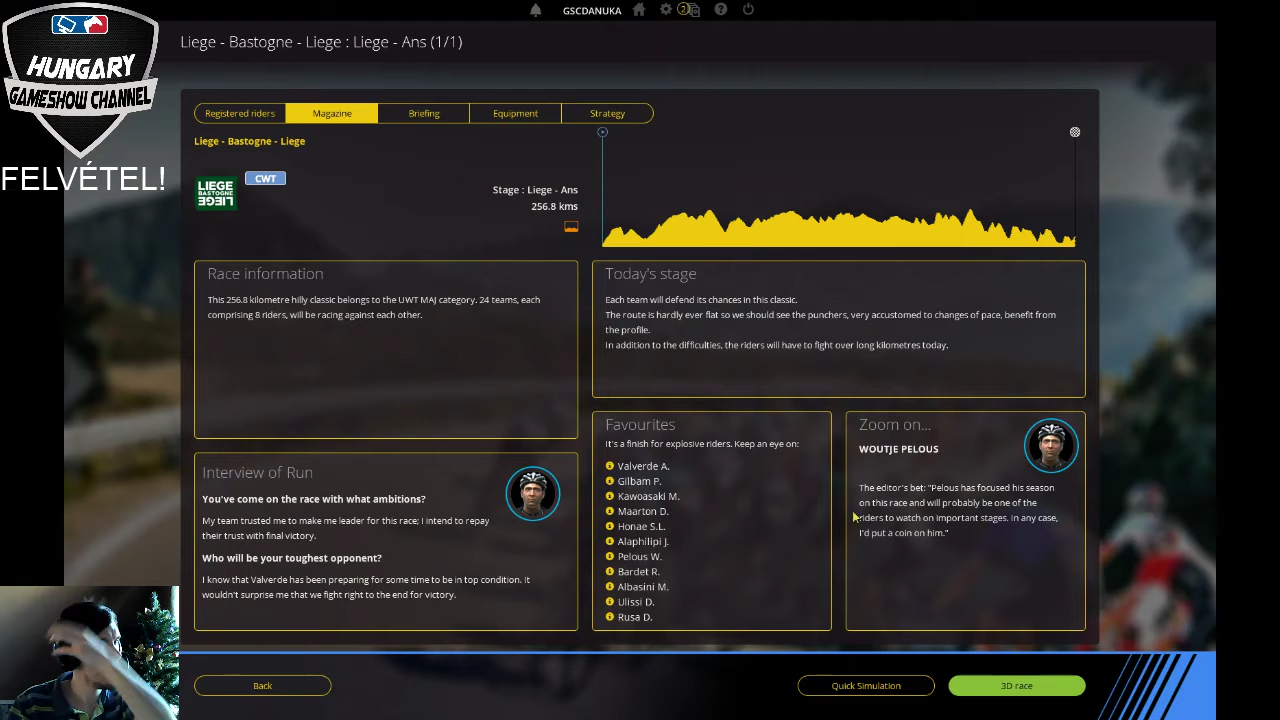 GSCDANUKA
2
Liege - Bastogne - Liege : Liege - Ans (1/1)
HUNGARY
GAMESHOW CHANNEL
FELVÉTEL!
Registered riders
Magazine
Briefing
Equipment
Strategy
Liege - Bastogne - Liege
LIEGE
BASTOGNE
LIEGE
CWT
Stage : Liege - Ans
256.8 kms
Race information
This 256.8 kilometre hilly classic belongs to the UWT MAJ category. 24 teams, each
comprising 8 riders, will be racing against each other.
Today's stage
Each team will defend its chances in this classic.
The route is hardly ever flat so we should see the punchers, very accustomed to changes of pace, benefit from
the profile.
In addition to the difficulties, the riders will have to fight over long kilometres today.
Interview of Run
You've come on the race with what ambitions?
My team trusted me to make me leader for this race; I intend to repay
their trust with final victory.
Who will be your toughest opponent?
I know that Valverde has been preparing for some time to be in top condition. It
wouldn't surprise me that we fight right to the end for victory.
Favourites
It's a finish for explosive riders. Keep an eye on:
Valverde A.
Gilbam P.
Kawoasaki M.
Maarton D.
Honae S.L.
Alaphilipi J.
Pelous W.
Bardet R.
Albasini M.
Ulissi D.
Rusa D.
Zoom on...
WOUTJE PELOUS
The editor's bet: "Pelous has focused his season
on this race and will probably be one of the
riders to watch on important stages. In any case,
I'd put a coin on him."
Back
Quick Simulation
3D race